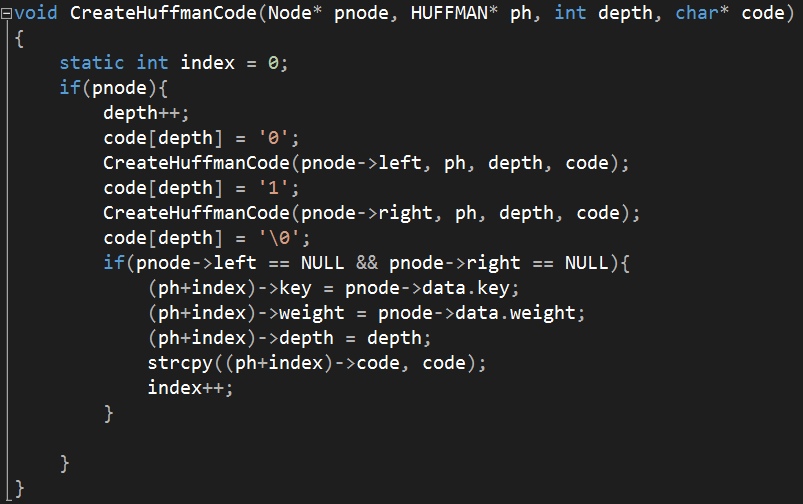 void CreateHuffmanCode(Node* pnode, HUFFMAN* ph, int depth, char* code)
{
    static int index = 0;
    if(pnode){
        depth++;
        code[depth] = '0';
        CreateHuffmanCode(pnode->left, ph, depth, code);
        code[depth] = '1';
        CreateHuffmanCode(pnode->right, ph, depth, code);
        code[depth] = '\0';
        if(pnode->left == NULL && pnode->right == NULL){
            (ph+index)->key = pnode->data.key;
            (ph+index)->weight = pnode->data.weight;
            (ph+index)->depth = depth;
            strcpy((ph+index)->code, code);
            index++;
        }

    }
}